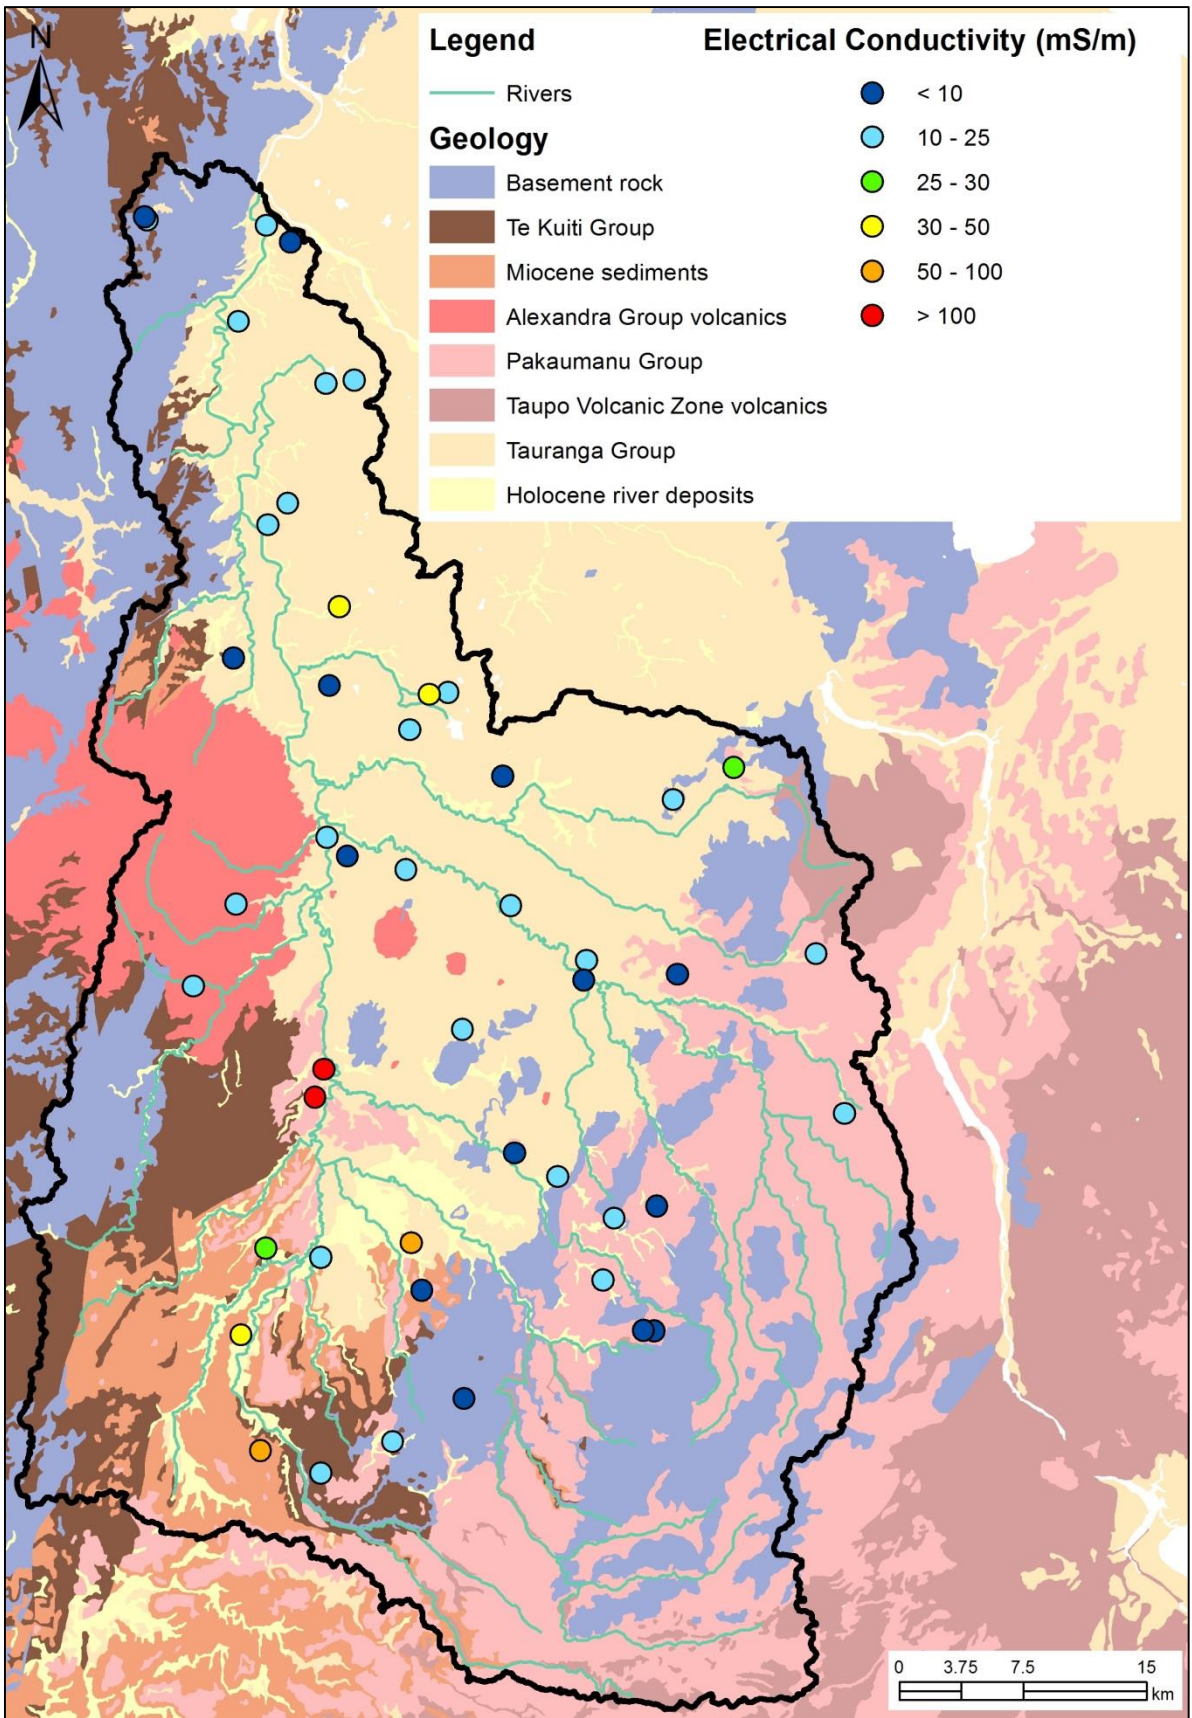 N
Legend
Rivers
Geology
Basement rock
Te Kuiti Group
Miocene sediments
Alexandra Group volcanics
Pakaumanu Group
Taupo Volcanic Zone volcanics
Tauranga Group
Holocene river deposits
Electrical Conductivity (mS/m)
< 10
10 - 25
25 - 30
30 - 50
50 - 100
> 100
0 3.75 7.5 15
km